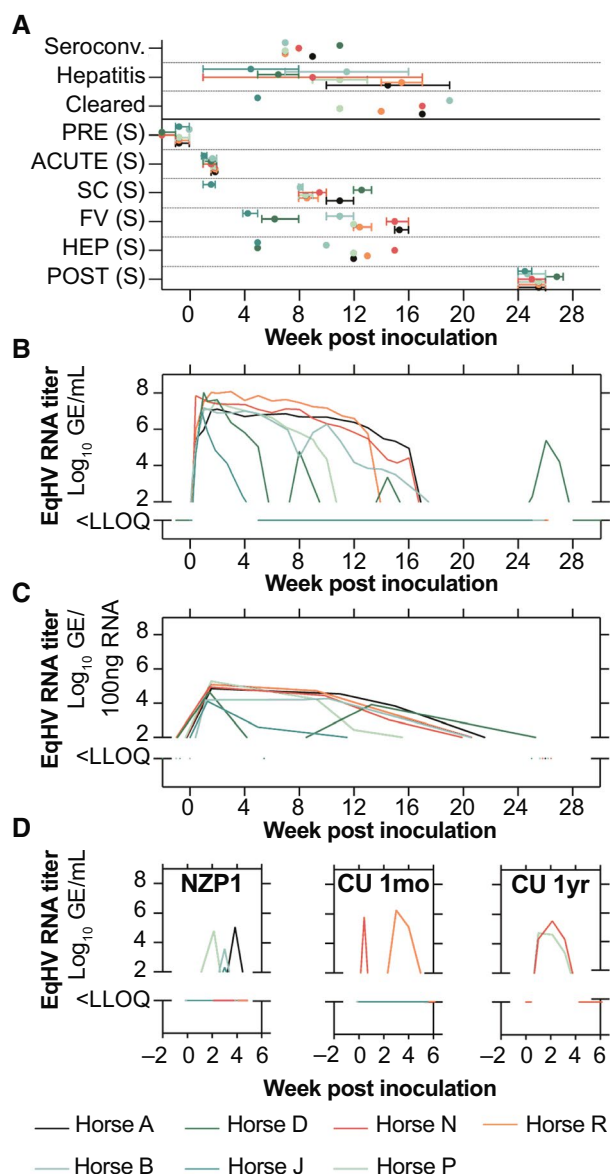 A
Seroconv.
Hepatitis
Cleared
PRE (S)
ACUTE (S)
SC (S)
FV (S)
HEP (S)
POST (S)
0 4 8 12 16 20 24 28
Week post inoculation
B
EqHV RNA titer
Log10 GE/mL
8
6
4
2
<LLOQ
0 4 8 12 16 20 24 28
Week post inoculation
C
EqHV RNA titer
Log10 GE/
100ng RNA
8
6
4
2
<LLOQ
0 4 8 12 16 20 24 28
Week post inoculation
D
EqHV RNA titer
Log10 GE/mL
NZP1 CU 1mo CU 1yr
8
6
4
2
<LLOQ
–2 0 2 4 6 –2 0 2 4 6 –2 0 2 4 6
Week post inoculation
Horse A Horse D Horse N Horse R
Horse B Horse J Horse P